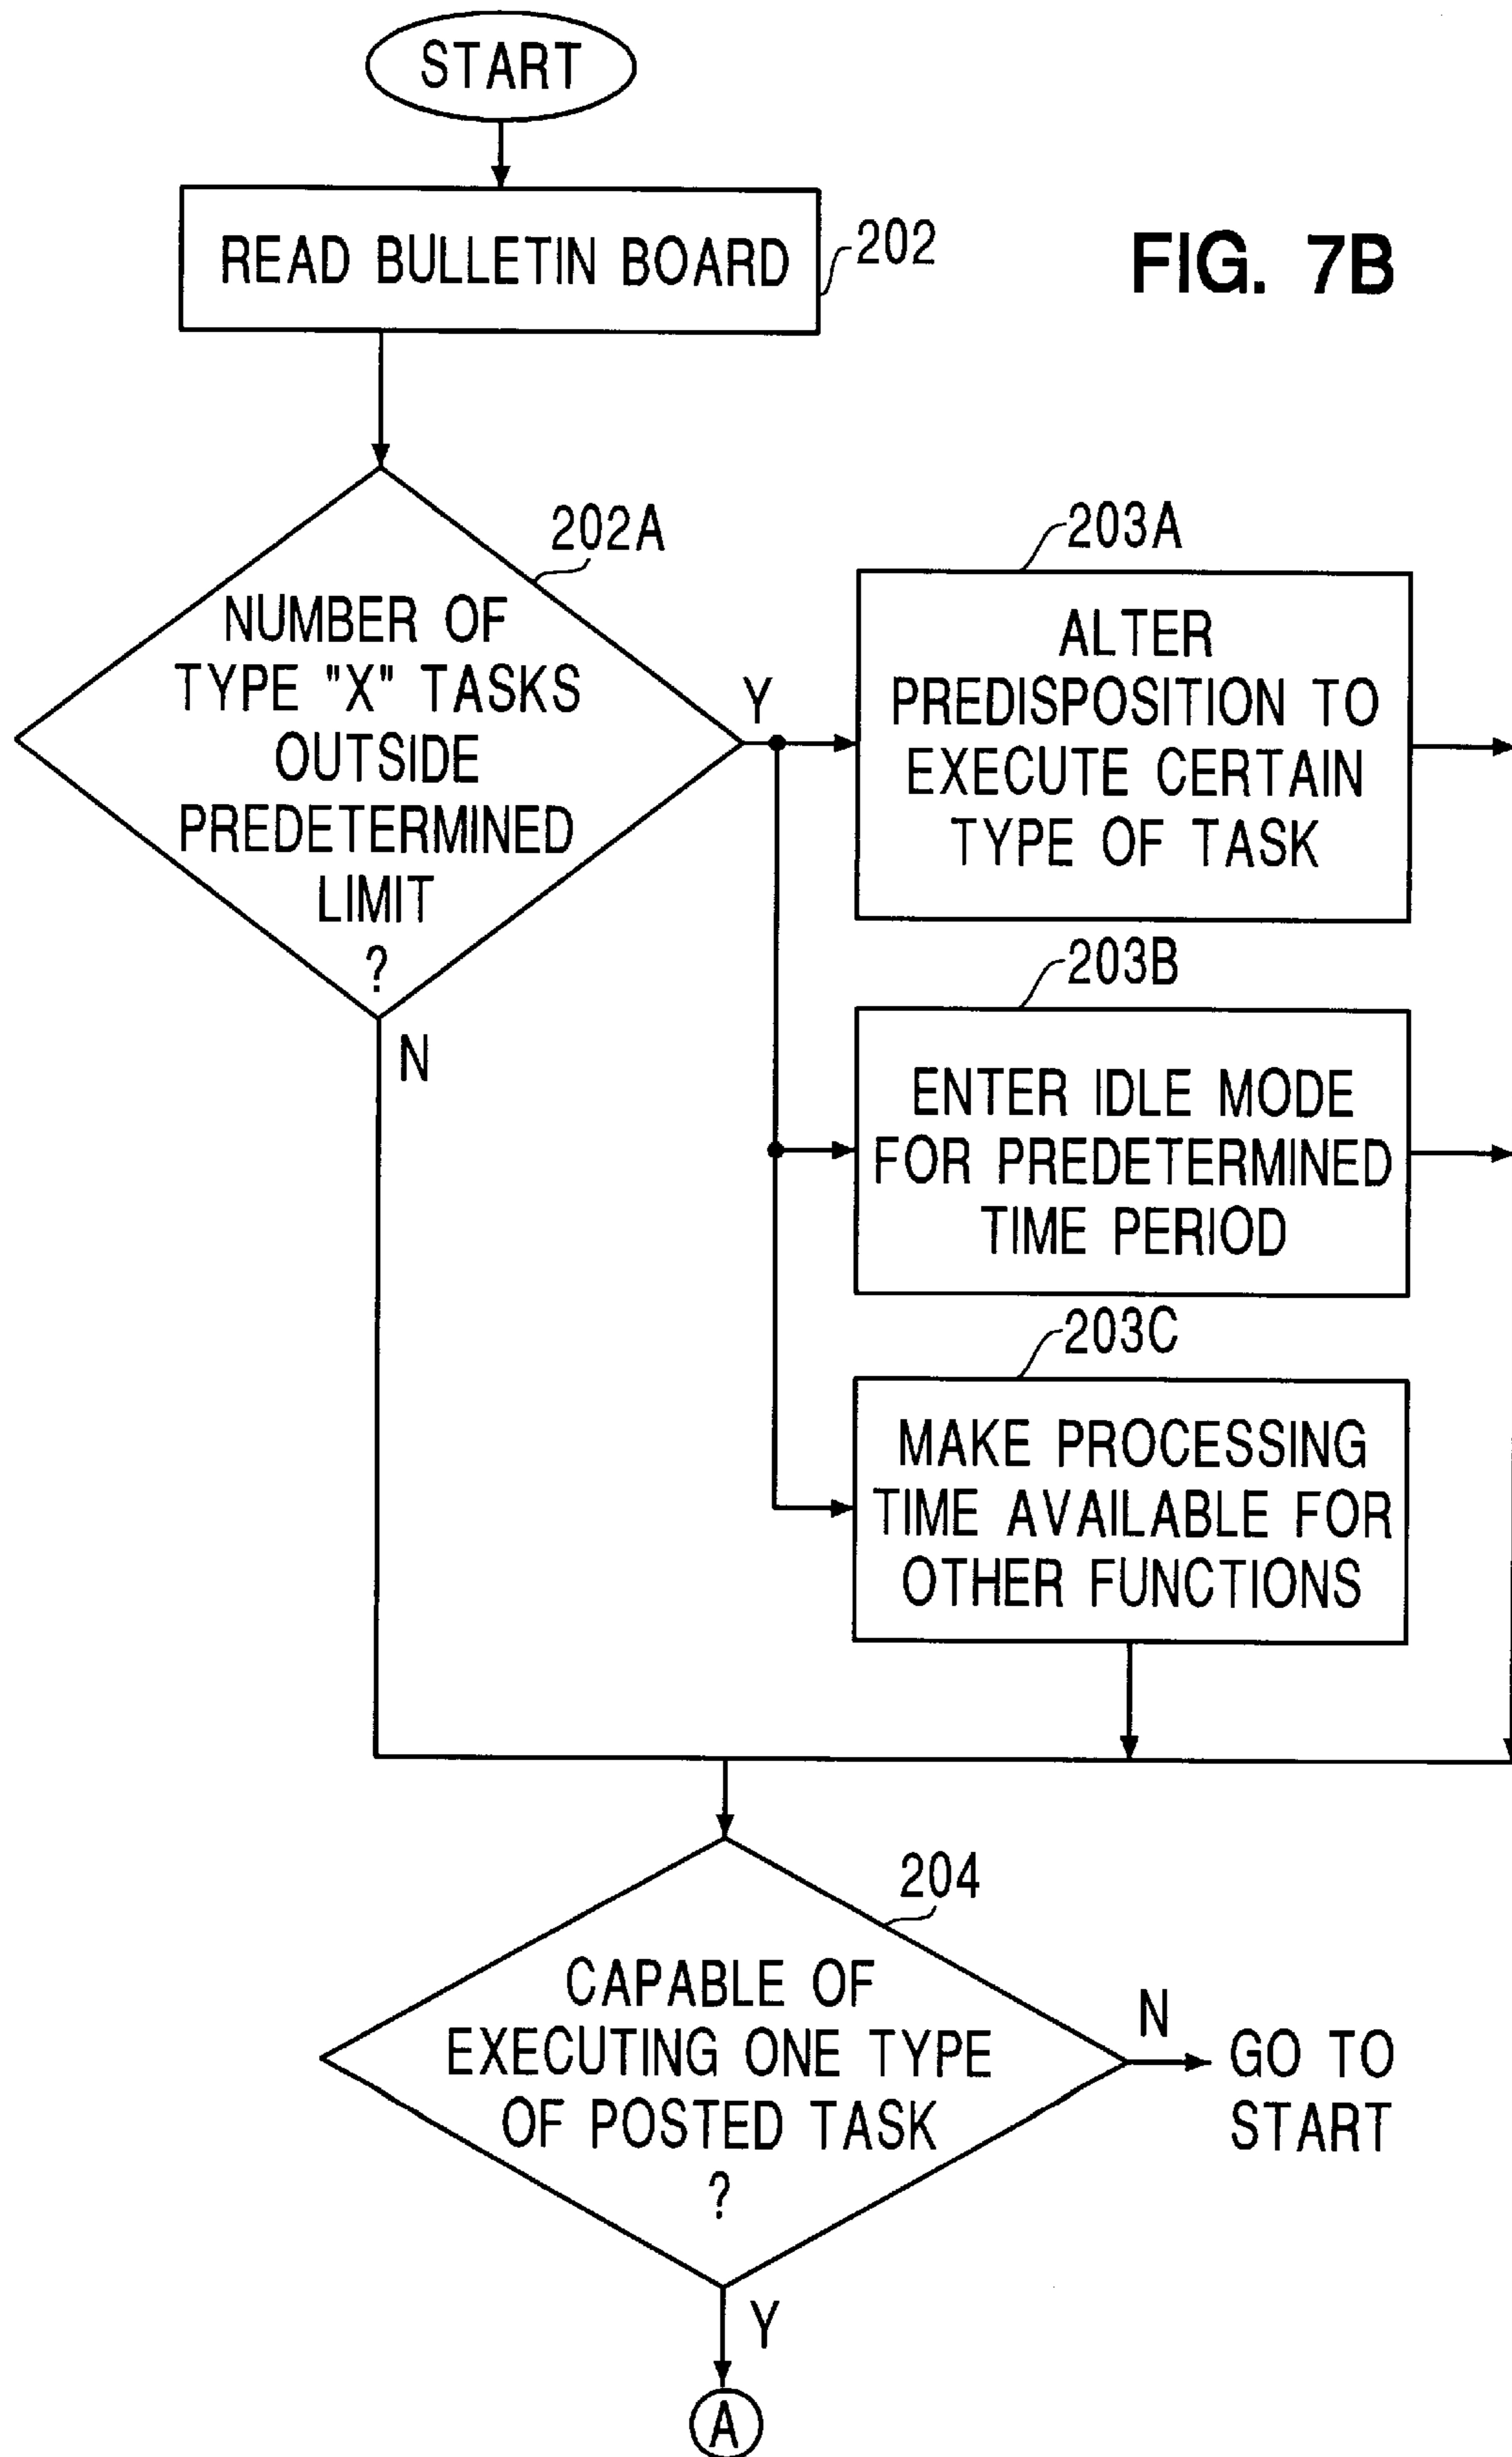 START
READ BULLETIN BOARD
202
FIG. 7B
202A
NUMBER OF
TYPE "X" TASKS
OUTSIDE
PREDETERMINED
LIMIT
?
Y
N
203A
ALTER
PREDISPOSITION TO
EXECUTE CERTAIN
TYPE OF TASK
203B
ENTER IDLE MODE
FOR PREDETERMINED
TIME PERIOD
203C
MAKE PROCESSING
TIME AVAILABLE FOR
OTHER FUNCTIONS
204
CAPABLE OF
EXECUTING ONE TYPE
OF POSTED TASK
?
N
GO TO
START
Y
A